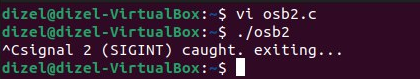 dizel@dizel-VirtualBox:~$ vi osb2.c
dizel@dizel-VirtualBox:~$ ./osb2
^Csignal 2 (SIGINT) caught. exiting...
dizel@dizel-VirtualBox:~$